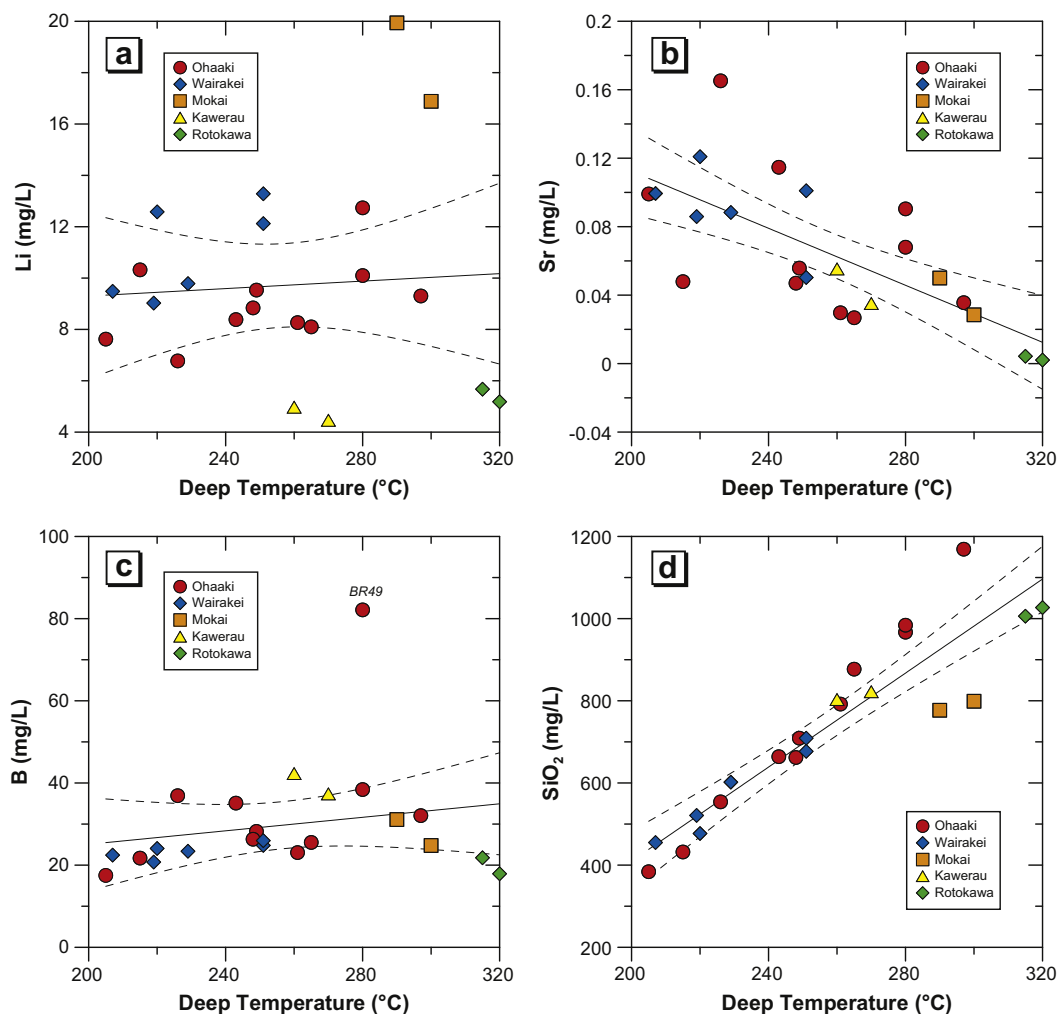 a
Ohaaki
Wairakei
Mokai
Kawerau
Rotokawa
20
16
12
8
4
Li (mg/L)
200 240 280 320
Deep Temperature (°C)
b
Ohaaki
Wairakei
Mokai
Kawerau
Rotokawa
0.2
0.16
0.12
0.08
0.04
0
-0.04
Sr (mg/L)
200 240 280 320
Deep Temperature (°C)
c
BR49
Ohaaki
Wairakei
Mokai
Kawerau
Rotokawa
100
80
60
40
20
0
B (mg/L)
200 240 280 320
Deep Temperature (°C)
d
1200
1000
800
600
400
200
SiO₂ (mg/L)
Ohaaki
Wairakei
Mokai
Kawerau
Rotokawa
200 240 280 320
Deep Temperature (°C)